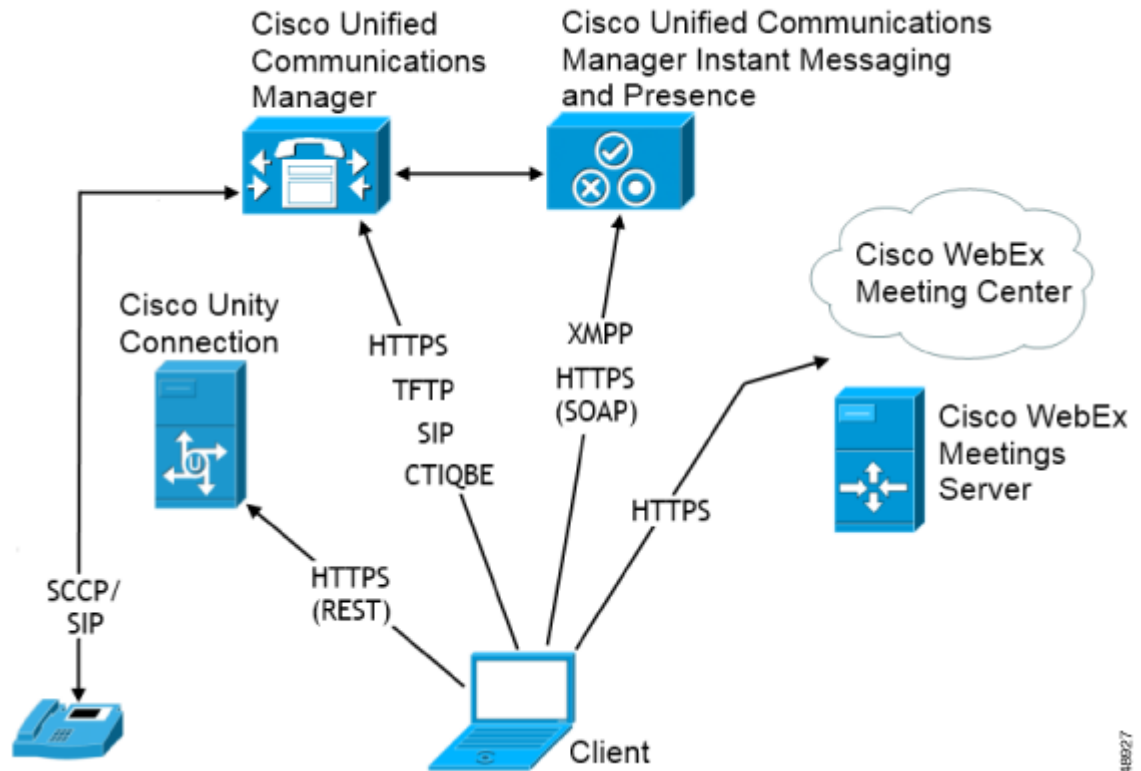 Cisco Unified
Communications
Manager
Cisco Unified Communications
Manager Instant Messaging
and Presence
Cisco WebEx
Meeting Center
Cisco Unity
Connection
HTTPS
TFTP
SIP
CTIQBE
XMPP
HTTPS
(SOAP)
Cisco WebEx
Meetings
Server
HTTPS
HTTPS
(REST)
SCCP/
SIP
U
Client
48927